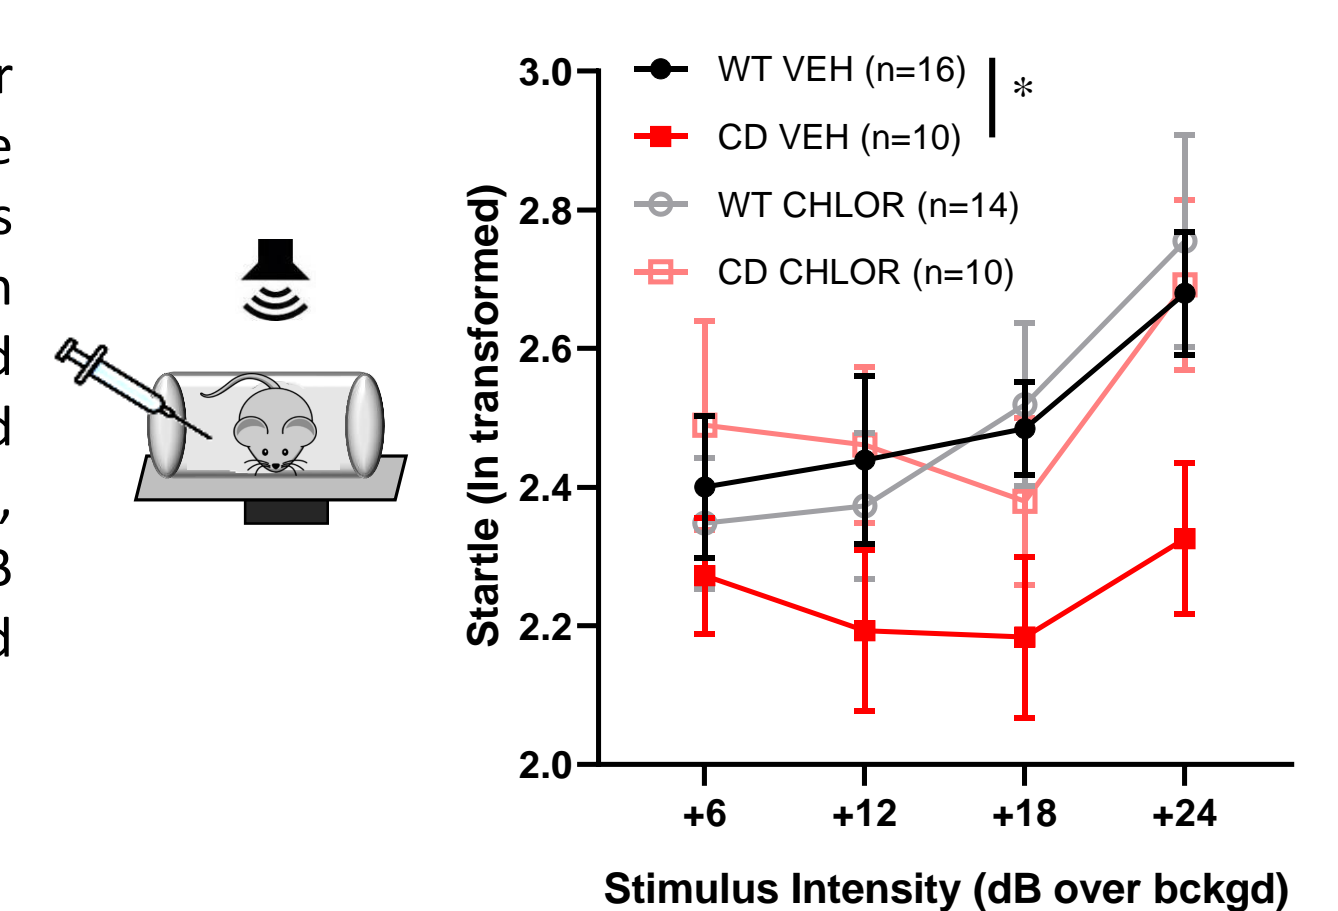 3.0
2.8
2.6
2.4
2.2
2.0
Startle (ln transformed)
WT VEH (n=16)
*
CD VEH (n=10)
WT CHLOR (n=14)
CD CHLOR (n=10)
+6 +12 +18 +24
Stimulus Intensity (dB over bckgd)